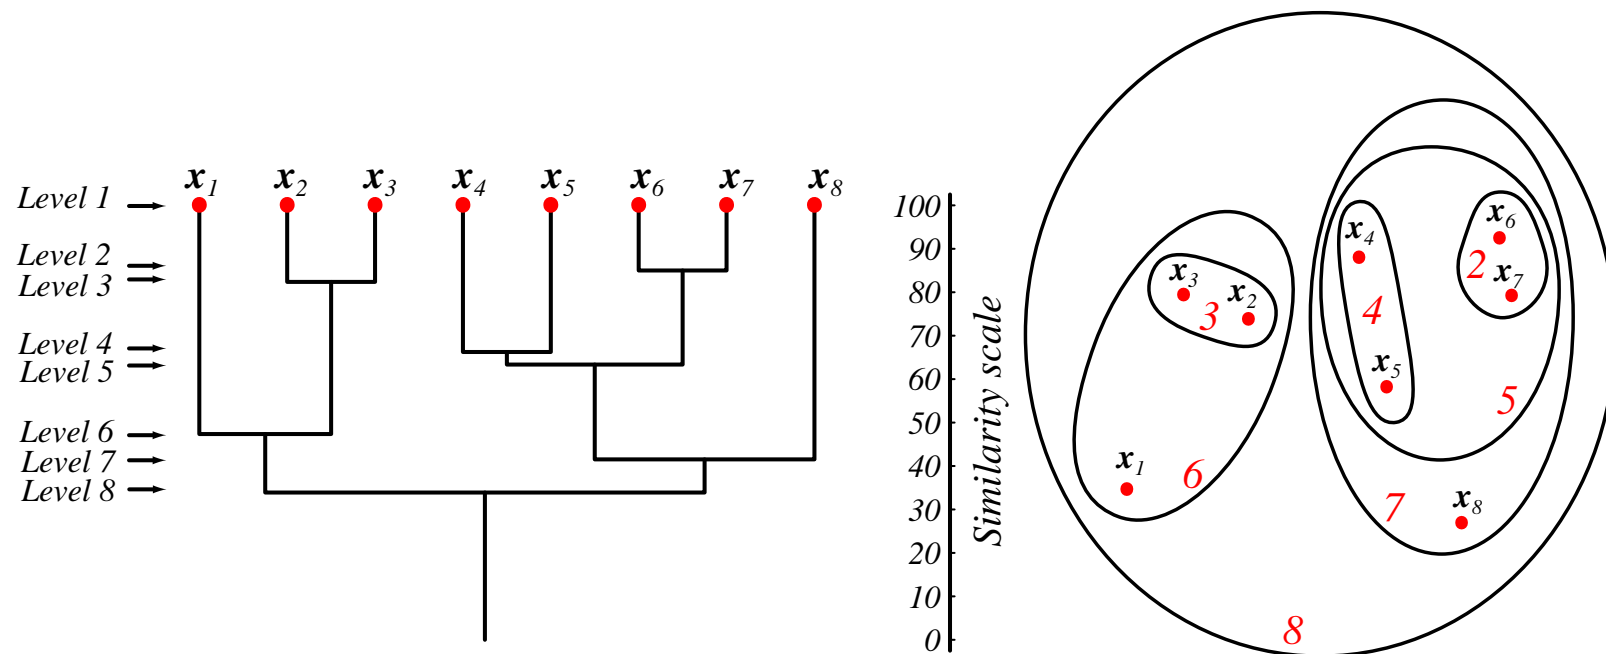 x1 x2 x3 x4 x5 x6 x7 x8
Level 1
Level 2
Level 3
Level 4
Level 5
Level 6
Level 7
Level 8
100
90
80
70
60
50
40
30
20
10
0
Similarity scale
x6
x4
2 x7
x3
x2
3
4
x5
5
x1
6
7
x8
8